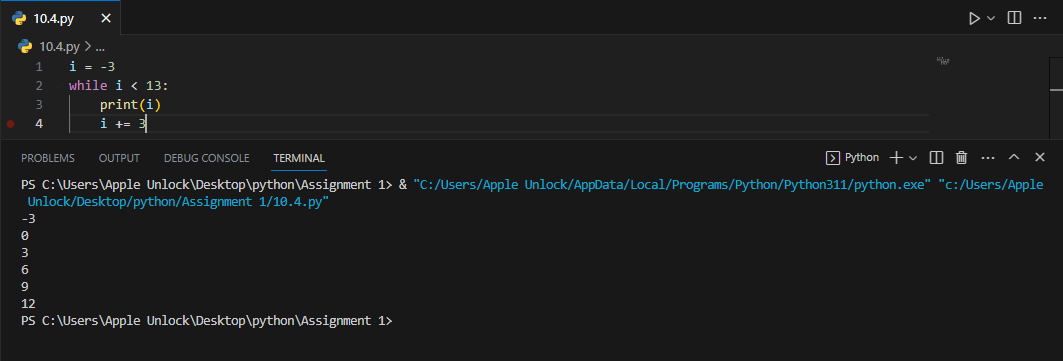 10.4.py
10.4.py > ...
1 i = -3
2 while i < 13:
3 print(i)
4 i += 3
PROBLEMS OUTPUT DEBUG CONSOLE TERMINAL Python
PS C:\Users\Apple Unlock\Desktop\python\Assignment 1> & "C:/Users/Apple Unlock/AppData/Local/Programs/Python/Python311/python.exe" "c:/Users/Apple
Unlock/Desktop/python/Assignment 1/10.4.py"
-3
0
3
6
9
12
PS C:\Users\Apple Unlock\Desktop\python\Assignment 1>